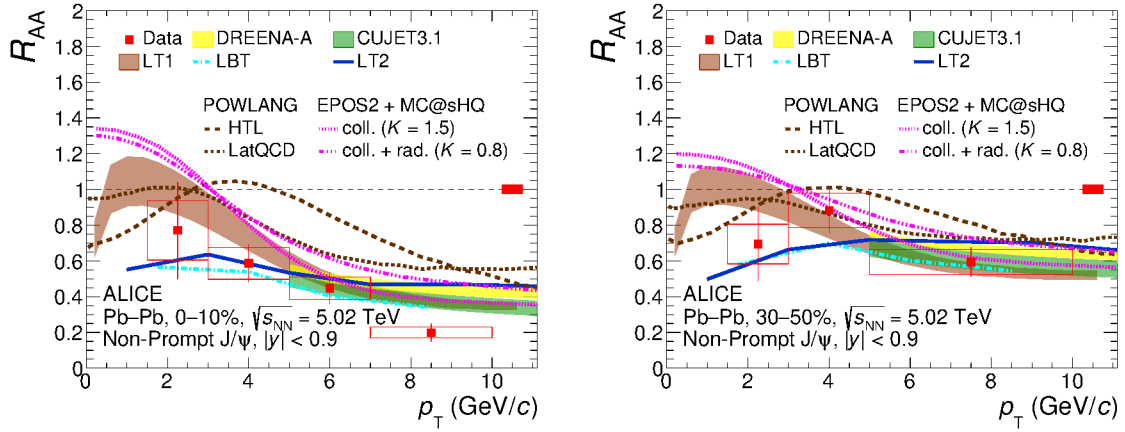 R_AA
2
1.8
1.6
1.4
1.2
1
0.8
0.6
0.4
0.2
0
Data DREENA-A CUJET3.1
LT1 LBT LT2
POWLANG EPOS2 + MC@sHQ
HTL coll. (K = 1.5)
LatQCD coll. + rad. (K = 0.8)
ALICE
Pb–Pb, 0–10%, √s_NN = 5.02 TeV
Non-Prompt J/ψ, |y| < 0.9
0 2 4 6 8 10
p_T (GeV/c)
R_AA
2
1.8
1.6
1.4
1.2
1
0.8
0.6
0.4
0.2
0
Data DREENA-A CUJET3.1
LT1 LBT LT2
POWLANG EPOS2 + MC@sHQ
HTL coll. (K = 1.5)
LatQCD coll. + rad. (K = 0.8)
ALICE
Pb–Pb, 30–50%, √s_NN = 5.02 TeV
Non-Prompt J/ψ, |y| < 0.9
0 2 4 6 8 10
p_T (GeV/c)